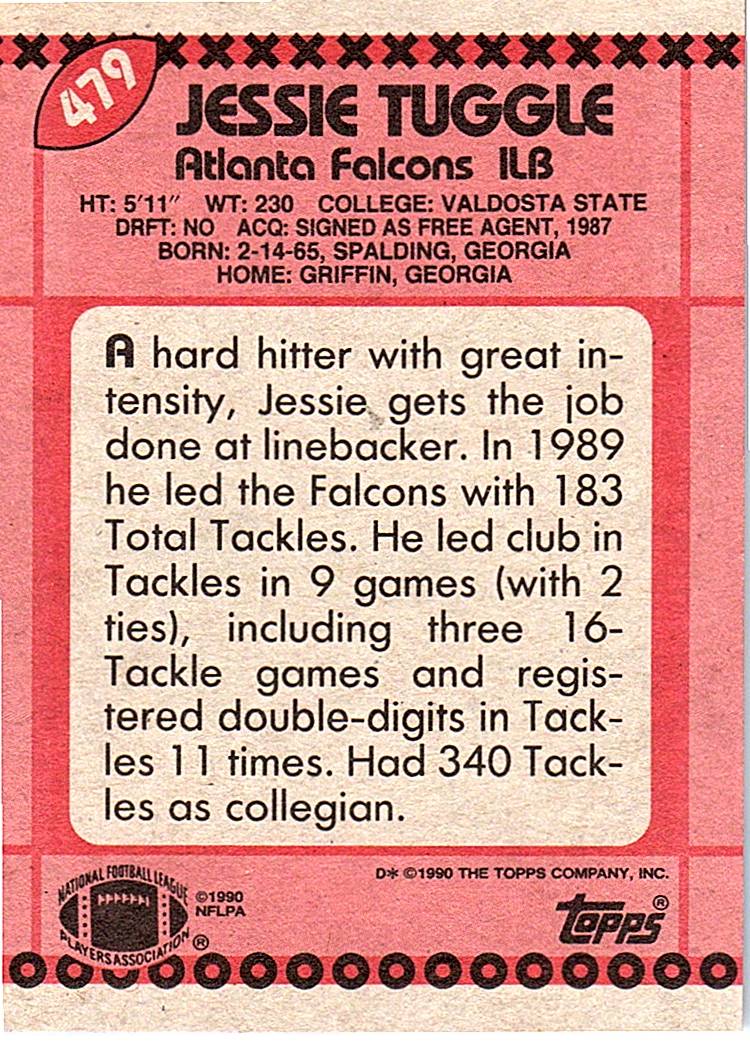 479
JESSIE TUGGLE
Atlanta Falcons ILB
HT: 5'11" WT: 230 COLLEGE: VALDOSTA STATE
DRFT: NO ACQ: SIGNED AS FREE AGENT, 1987
BORN: 2-14-65, SPALDING, GEORGIA
HOME: GRIFFIN, GEORGIA
A hard hitter with great in-
tensity, Jessie gets the job
done at linebacker. In 1989
he led the Falcons with 183
Total Tackles. He led club in
Tackles in 9 games (with 2
ties), including three 16-
Tackle games and regis-
tered double-digits in Tack-
les 11 times. Had 340 Tack-
les as collegian.
D* ©1990 THE TOPPS COMPANY, INC.
NATIONAL FOOTBALL LEAGUE
PLAYERS ASSOCIATION ®
©1990
NFLPA
topps®